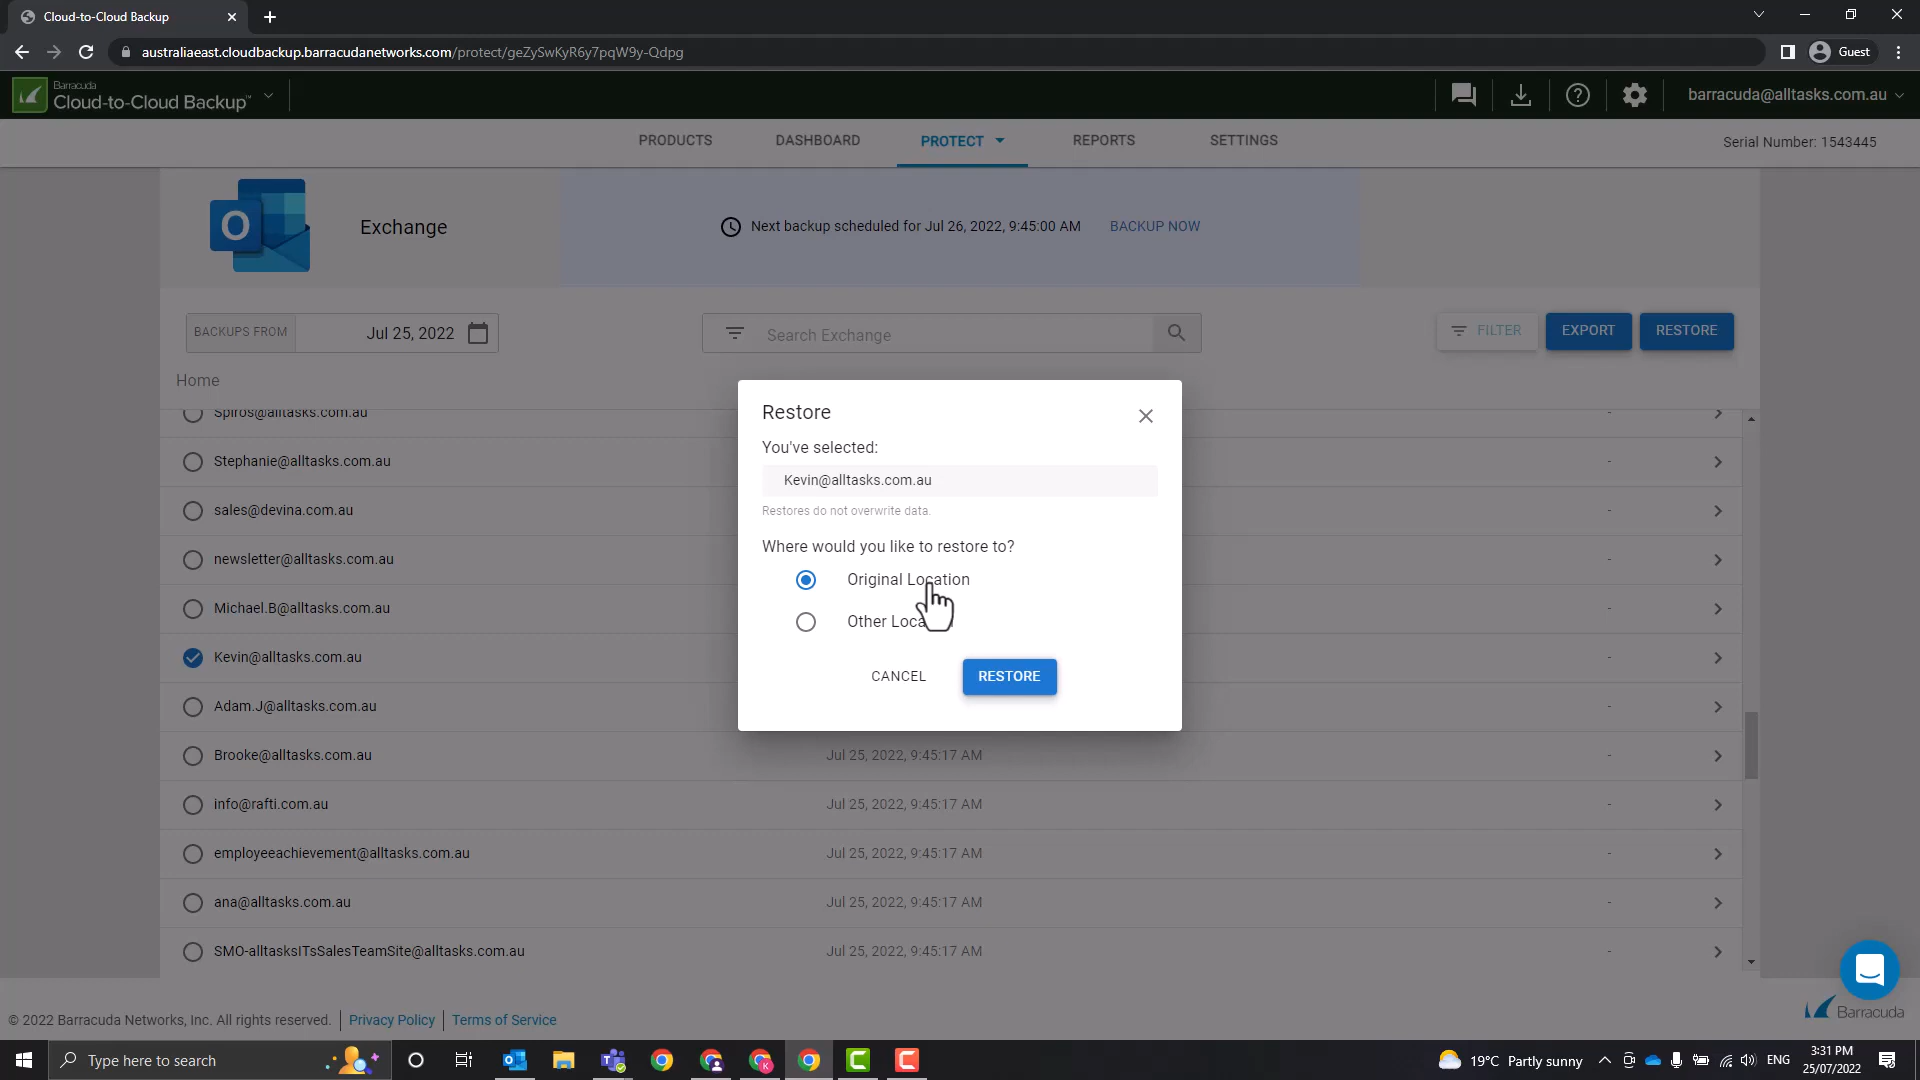 Cloud-to-Cloud Backup
australiaeast.cloudbackup.barracudanetworks.com/protect/geZySwKyR6y7pqW9y-Qdpg
Guest
Barracuda
Cloud-to-Cloud Backup™
barracuda@alltasks.com.au
PRODUCTS
DASHBOARD
PROTECT
REPORTS
SETTINGS
Serial Number: 1543445
Exchange
Next backup scheduled for Jul 26, 2022, 9:45:00 AM
BACKUP NOW
BACKUPS FROM
Jul 25, 2022
Search Exchange
FILTER
EXPORT
RESTORE
Home
Spiros@alltasks.com.au
-
Stephanie@alltasks.com.au
-
sales@devina.com.au
-
newsletter@alltasks.com.au
-
Michael.B@alltasks.com.au
-
Kevin@alltasks.com.au
-
Adam.J@alltasks.com.au
-
Brooke@alltasks.com.au
Jul 25, 2022, 9:45:17 AM
-
info@rafti.com.au
Jul 25, 2022, 9:45:17 AM
-
employeeachievement@alltasks.com.au
Jul 25, 2022, 9:45:17 AM
-
ana@alltasks.com.au
Jul 25, 2022, 9:45:17 AM
-
SMO-alltasksITsSalesTeamSite@alltasks.com.au
Jul 25, 2022, 9:45:17 AM
-
Restore
You've selected:
Kevin@alltasks.com.au
Restores do not overwrite data.
Where would you like to restore to?
Original Location
Other
CANCEL
RESTORE
© 2022 Barracuda Networks, Inc. All rights reserved.
Privacy Policy
Terms of Service
Barracuda
Type here to search
19°C Partly sunny
ENG
3:31 PM
25/07/2022